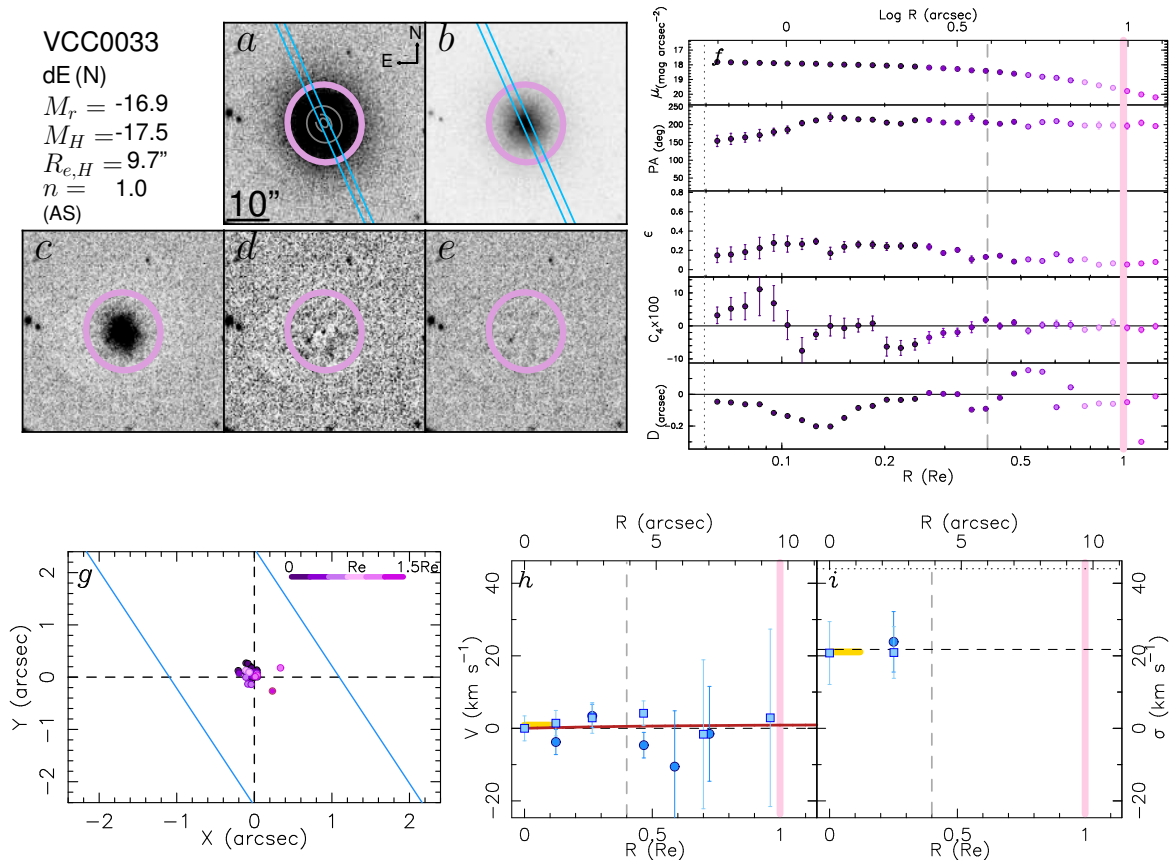 VCC0033
dE (N)
M_r = -16.9
M_H = -17.5
R_e,H = 9.7"
n = 1.0
(AS)
a
N
E
10"
b
c
d
e
Log R (arcsec)
0 0.5 1
f
μ(mag arcsec⁻²)
17
18
19
20
PA (deg)
250
200
150
100
ε
0.8
0.6
0.4
0.2
0
C₄x100
10
0
-10
D (arcsec)
0
-0.2
0.1 0.2 0.5 1
R (Re)
g
0 Re 1.5Re
Y (arcsec)
2
1
0
-1
-2
-2 -1 0 1 2
X (arcsec)
R (arcsec)
0 5 10
h
V (km s⁻¹)
40
20
0
-20
0 0.5 1
R (Re)
R (arcsec)
0 5 10
i
σ (km s⁻¹)
40
20
0
-20
0 0.5 1
R (Re)